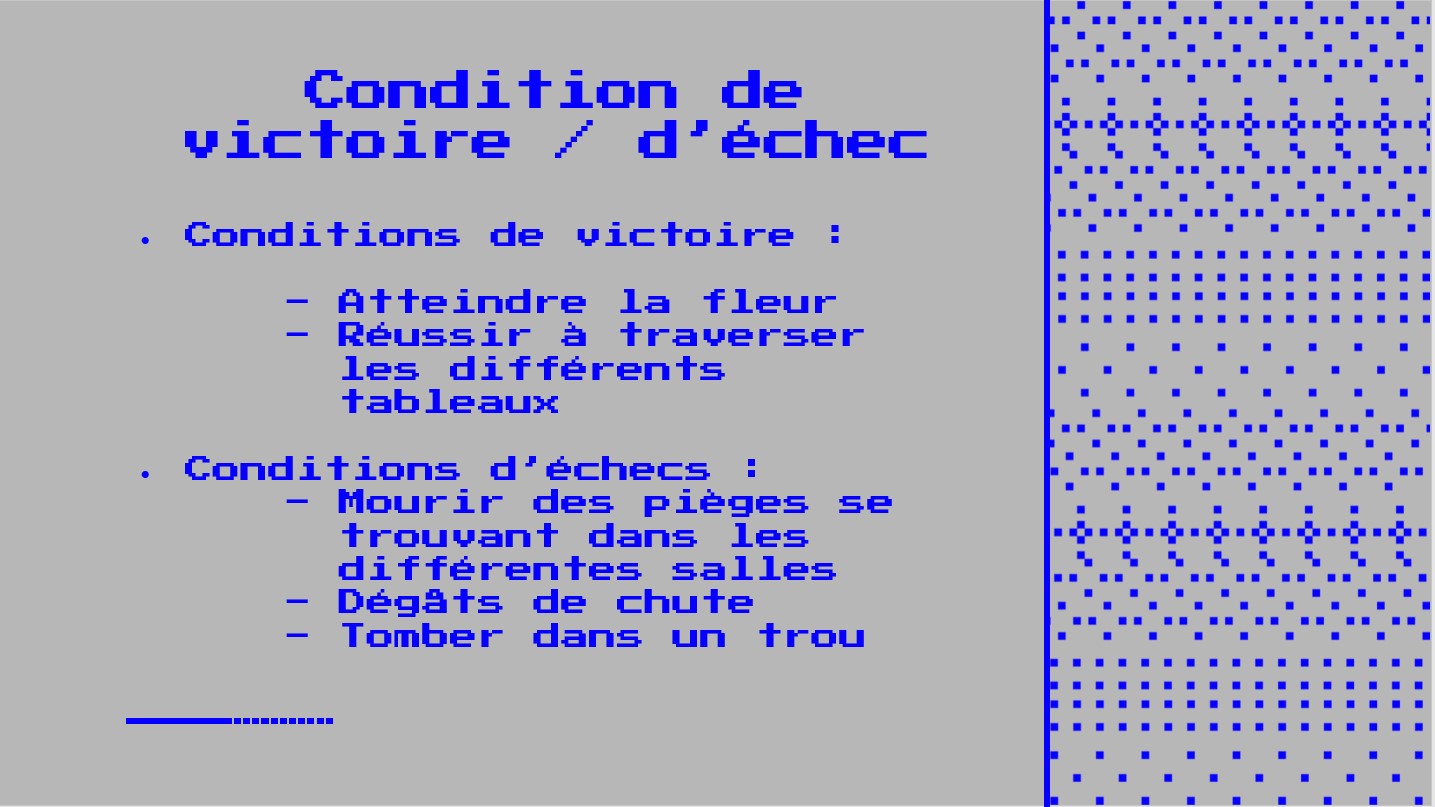 Condition de
victoire / d'échec
. Conditions de victoire :
- Atteindre la fleur
- Réussir à traverser
les différents
tableaux
. Conditions d'échecs :
- Mourir des pièges se
trouvant dans les
différentes salles
- Dégâts de chute
- Tomber dans un trou